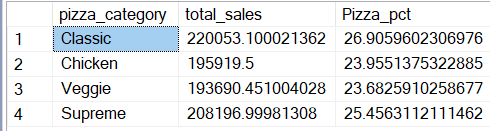 pizza_category total_sales Pizza_pct
1 Classic 220053.100021362 26.9059602306976
2 Chicken 195919.5 23.9551375322885
3 Veggie 193690.451004028 23.6825910258677
4 Supreme 208196.99981308 25.4563112111462